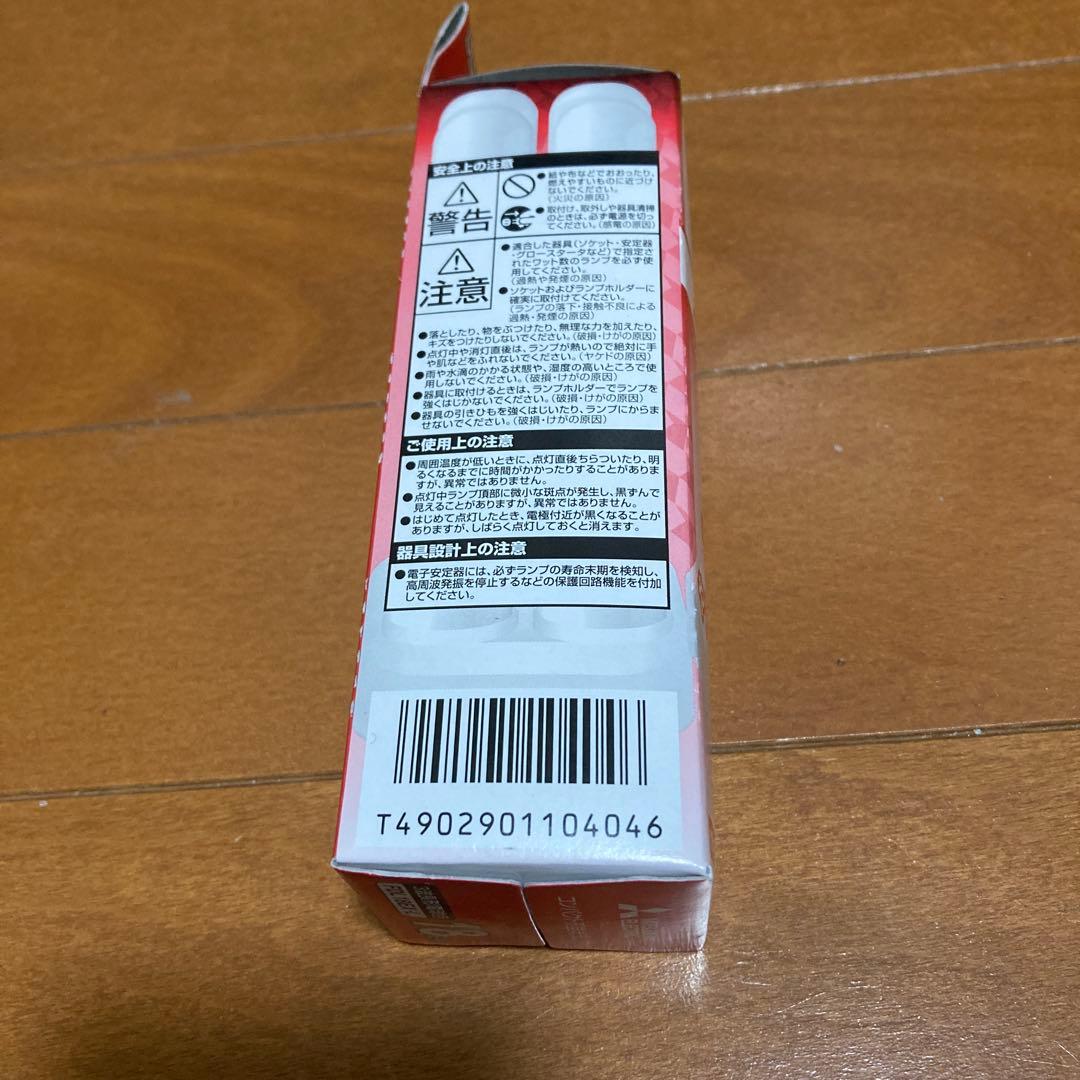 安全上の注意
警告
●紙や布などでおおったり、
燃えやすいものに近づけ
ないでください。
(火災の原因)
●取付け、取外しや器具清掃
のときは、必ず電源を切っ
てください。(感電の原因)
注意
●適合した器具(ソケット・安定器
・グロースタータなど)で指定さ
れたワット数のランプを必ず使
用してください。
(過熱や発煙の原因)
●ソケットおよびランプホルダーに
確実に取付けてください。
(ランプの落下・接触不良による
過熱・発煙の原因)
●落としたり、物をぶつけたり、無理な力を加えたり、
キズをつけたりしないでください。(破損・けがの原因)
●点灯中や消灯直後は、ランプが熱いので絶対に手
や肌などをふれないでください。(ヤケドの原因)
●雨や水滴のかかる状態や、湿度の高いところで使
用しないでください。(破損・けがの原因)
●器具に取付けるときは、ランプホルダーでランプを
強くはじかないでください。(破損・けがの原因)
●器具の引きひもを強くはじいたり、ランプにからま
せないでください。(破損・けがの原因)
ご使用上の注意
●周囲温度が低いときに、点灯直後ちらついたり、明
るくなるまでに時間がかかったりすることがありま
すが、異常ではありません。
●点灯中ランプ頂部に微小な斑点が発生し、黒ずんで
見えることがありますが、異常ではありません。
●はじめて点灯したとき、電極付近が黒くなることが
ありますが、しばらく点灯しておくと消えます。
器具設計上の注意
●電子安定器には、必ずランプの寿命末期を検知し、
高周波発振を停止するなどの保護回路機能を付加
してください。
T4902901104046